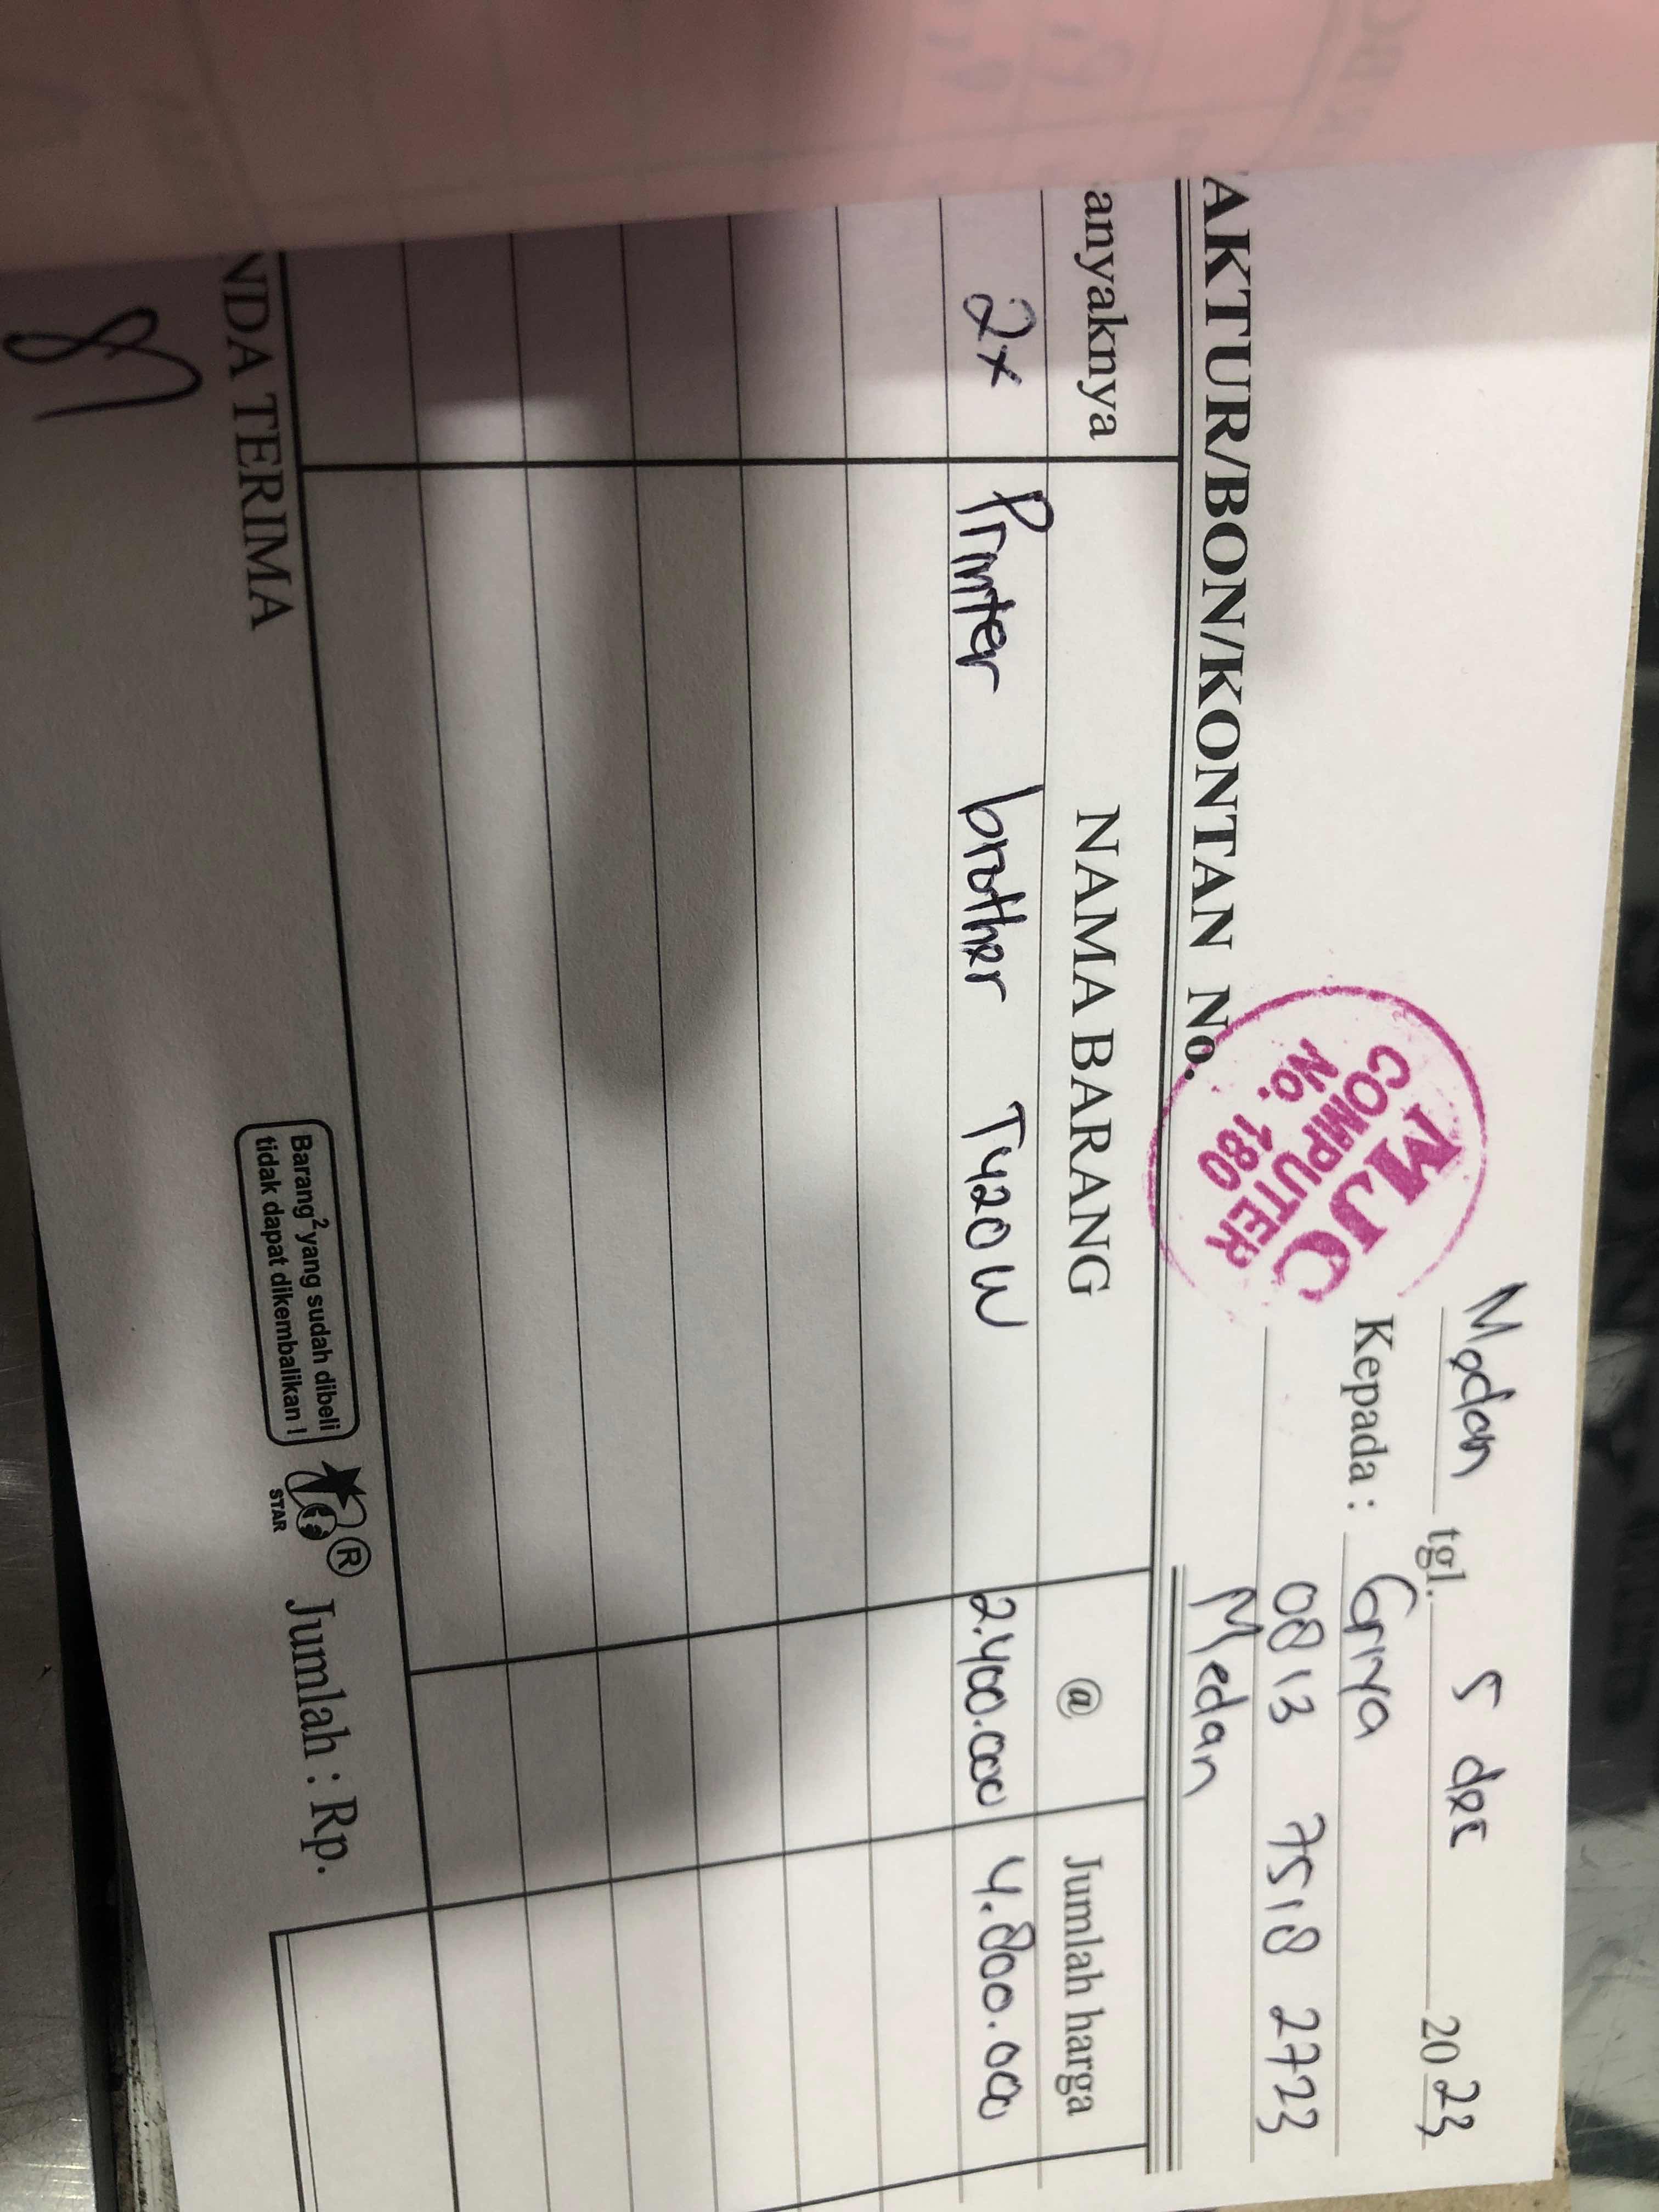 Medan tgl. 5 dec 2023
Kepada : Griya
0813 7518 2723
Medan
MJC
COMPUTER
No. 180
AKTUR/BON/KONTAN No.
anyaknya NAMA BARANG @ Jumlah harga
2x Printer brother T420W 2.400.000 4.800.000
NDA TERIMA
Barang² yang sudah dibeli
tidak dapat dikembalikan !
STAR
®
Jumlah : Rp.